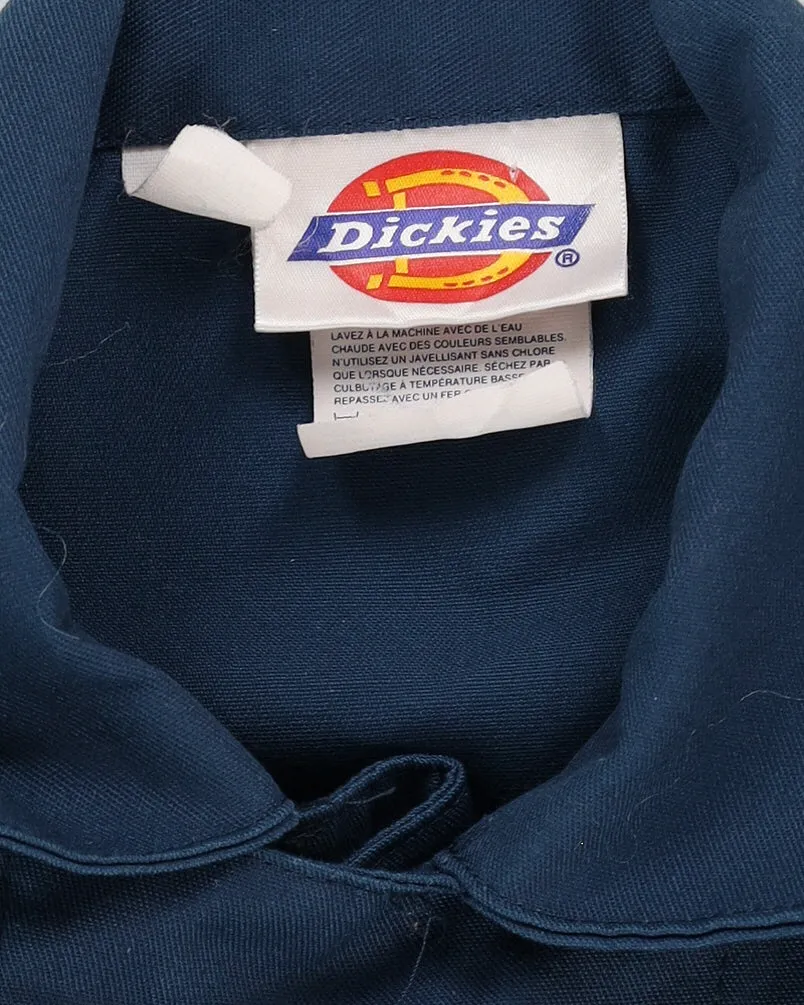 Dickies
®
LAVEZ À LA MACHINE AVEC DE L'EAU
CHAUDE AVEC DES COULEURS SEMBLABLES.
N'UTILISEZ UN JAVELLISANT SANS CHLORE
QUE LORSQUE NÉCESSAIRE. SÉCHEZ PAR
CULBUTAGE À TEMPÉRATURE BASSE
REPASSEZ AVEC UN FER